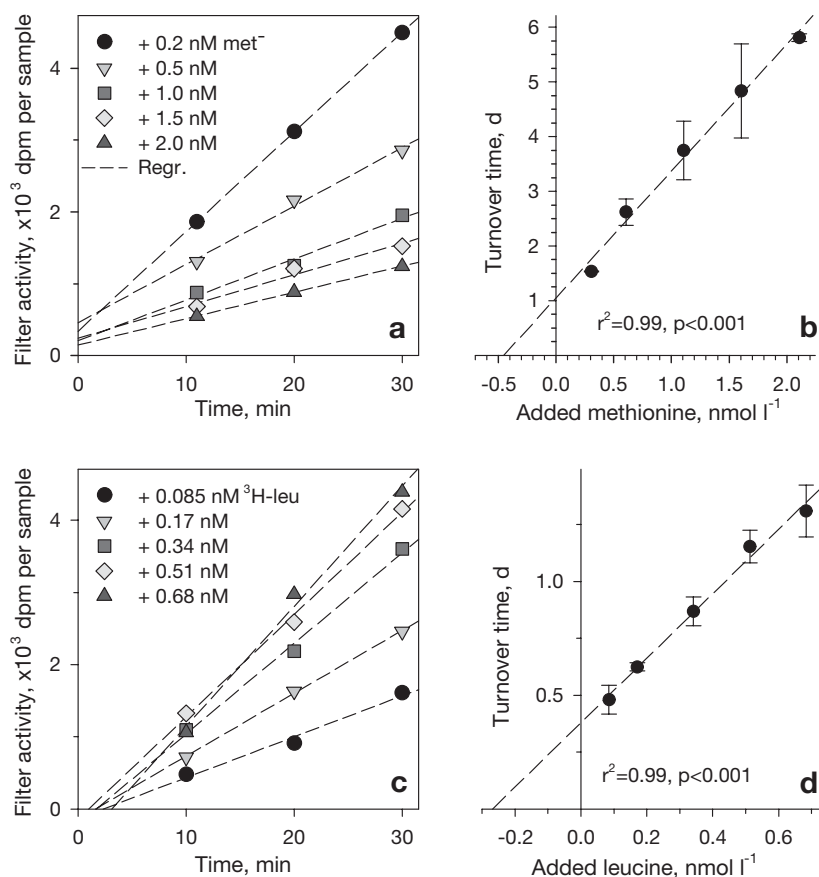 + 0.2 nM met⁻
+ 0.5 nM
+ 1.0 nM
+ 1.5 nM
+ 2.0 nM
Regr.
Filter activity, x10³ dpm per sample
4
2
0
0
10
20
30
Time, min
a
Turnover time, d
6
5
4
3
2
1
r²=0.99, p<0.001
b
-0.5
0.0
0.5
1.0
1.5
2.0
Added methionine, nmol l⁻¹
+ 0.085 nM ³H-leu
+ 0.17 nM
+ 0.34 nM
+ 0.51 nM
+ 0.68 nM
Filter activity, x10³ dpm per sample
4
2
0
0
10
20
30
Time, min
c
Turnover time, d
1.0
0.5
r²=0.99, p<0.001
d
-0.2
0.0
0.2
0.4
0.6
Added leucine, nmol l⁻¹